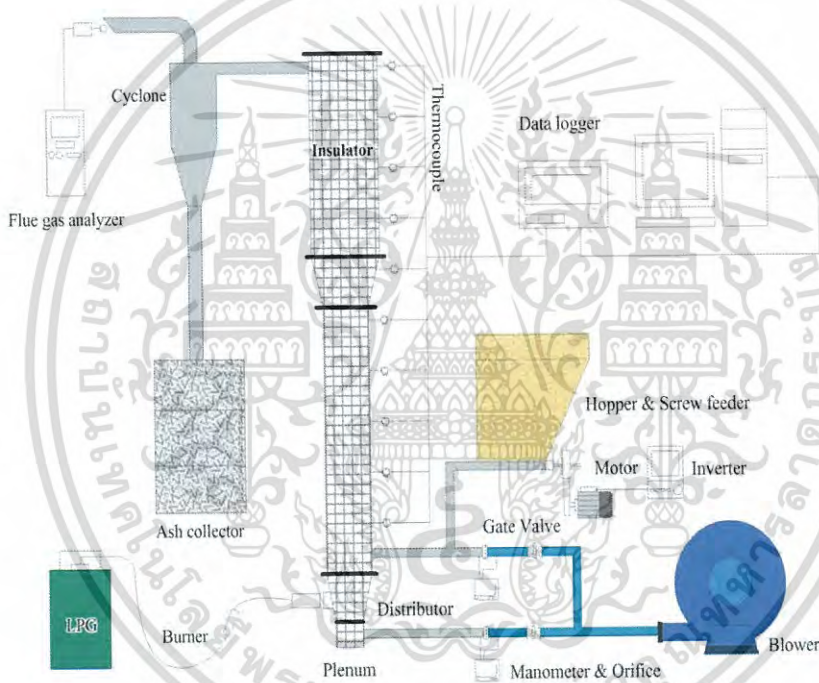 Cyclone
Insulator
Thermocouple
Data logger
Flue gas analyzer
Hopper & Screw feeder
Motor
Inverter
Ash collector
Gate Valve
LPG
Burner
Distributor
Blower
Plenum
Manometer & Orifice